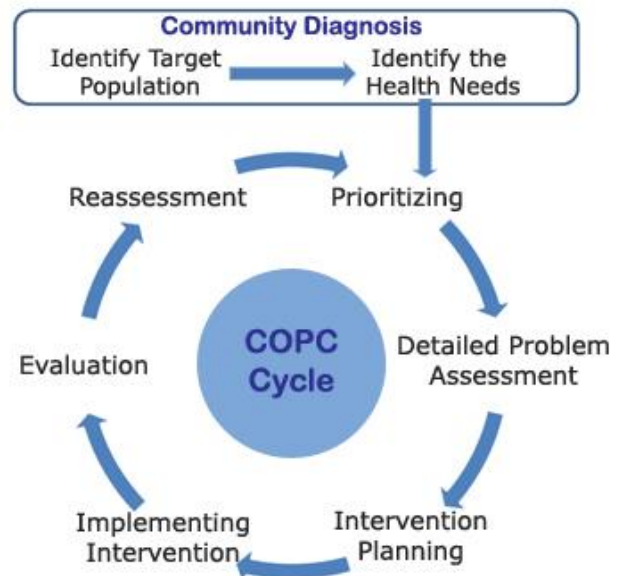 Community Diagnosis
Identify Target
Population
Identify the
Health Needs
Reassessment
Prioritizing
COPC
Cycle
Detailed Problem
Assessment
Evaluation
Intervention
Planning
Implementing
Intervention